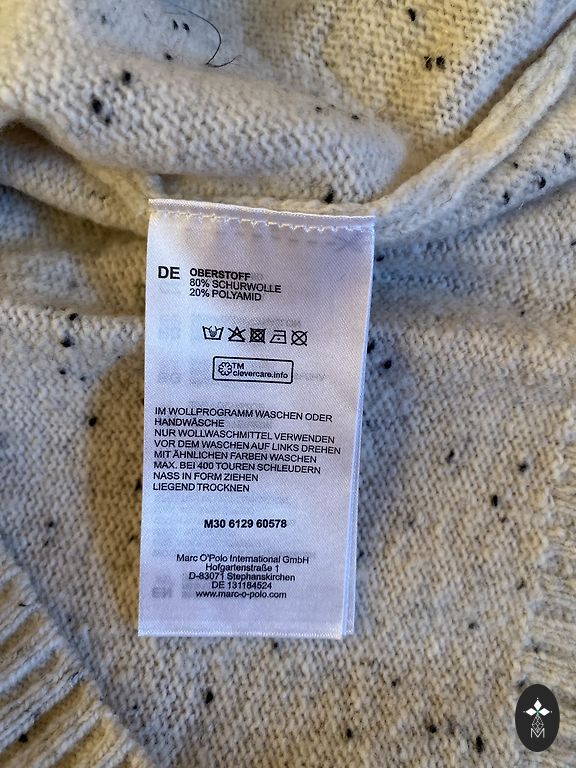 DE OBERSTOFF
80% SCHURWOLLE
20% POLYAMID
TM
clevercare.info
IM WOLLPROGRAMM WASCHEN ODER
HANDWÄSCHE
NUR WOLLWASCHMITTEL VERWENDEN
VOR DEM WASCHEN AUF LINKS DREHEN
MIT ÄHNLICHEN FARBEN WASCHEN
MAX. BEI 400 TOUREN SCHLEUDERN
NASS IN FORM ZIEHEN
LIEGEND TROCKNEN
M30 6129 60578
Marc O'Polo International GmbH
Hofgartenstraße 1
D-83071 Stephanskirchen
DE 131184524
www.marc-o-polo.com
M